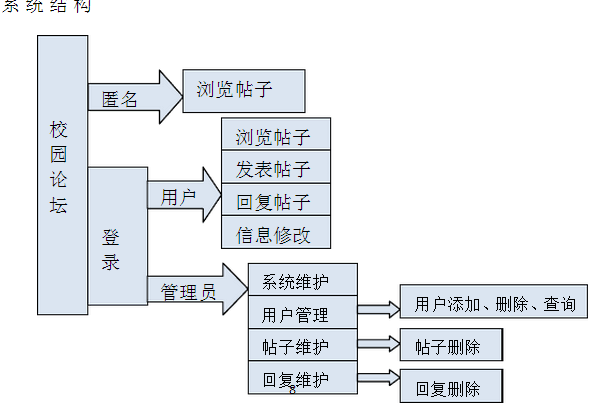 系统结构
校园论坛
匿名
浏览帖子
登录
用户
浏览帖子
发表帖子
回复帖子
信息修改
管理员
系统维护
用户管理
用户添加、删除、查询
帖子维护
帖子删除
回复维护
回复删除
8